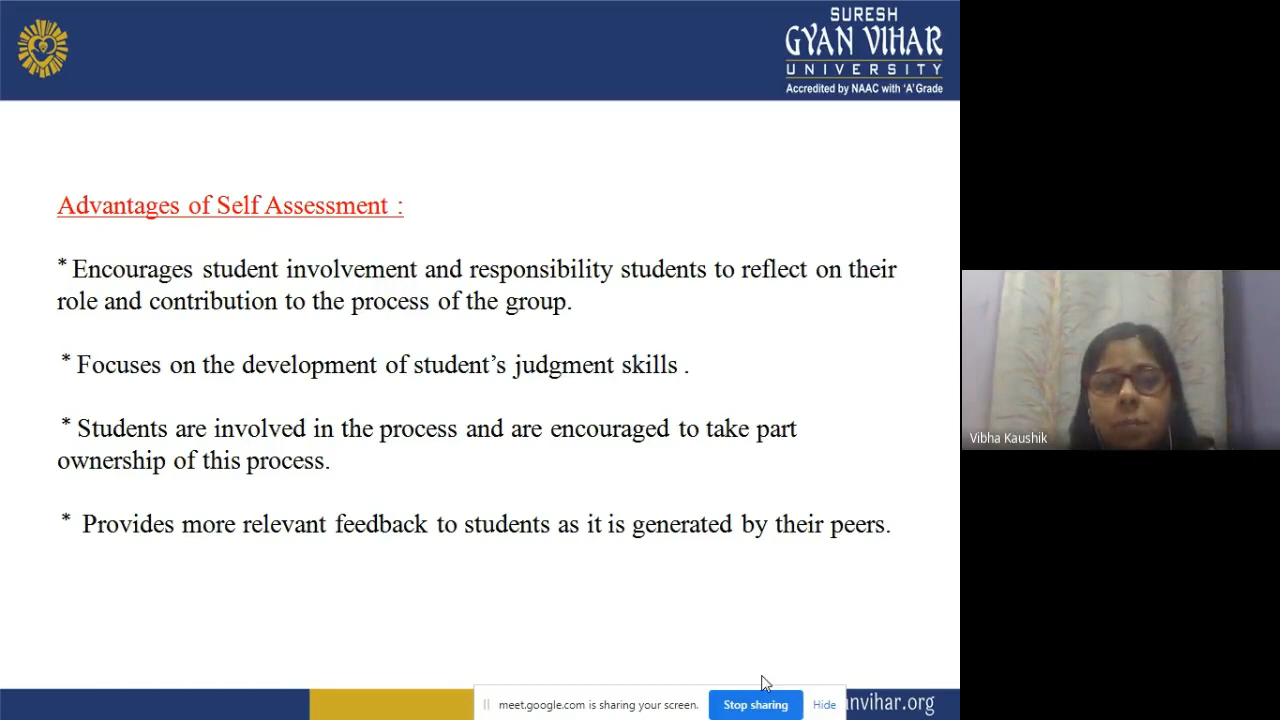 SURESH
GYAN VIHAR
UNIVERSITY
Accredited by NAAC with 'A' Grade
Advantages of Self Assessment :
* Encourages student involvement and responsibility students to reflect on their
role and contribution to the process of the group.
* Focuses on the development of student’s judgment skills .
* Students are involved in the process and are encouraged to take part
ownership of this process.
* Provides more relevant feedback to students as it is generated by their peers.
Vibha Kaushik
meet.google.com is sharing your screen.
Stop sharing
Hide
anvihar.org